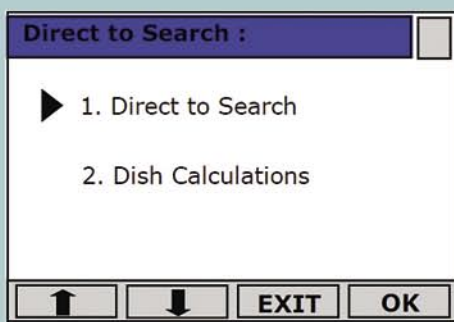 Direct to Search :
1. Direct to Search
2. Dish Calculations
EXIT OK